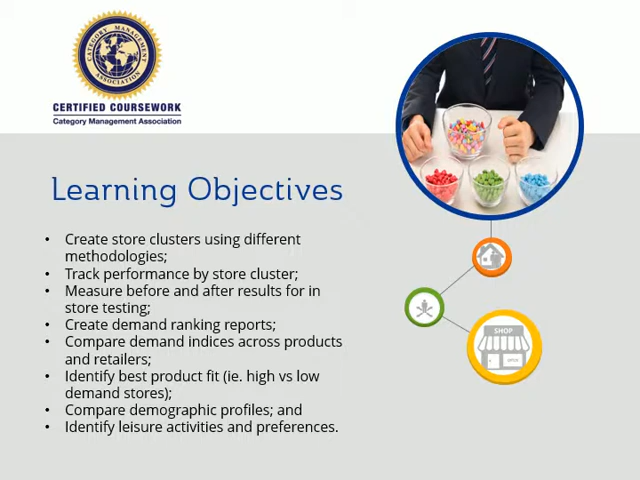 CATEGORY MANAGEMENT
ASSOCIATION
CERTIFIED COURSEWORK
Category Management Association
Learning Objectives
• Create store clusters using different
methodologies;
• Track performance by store cluster;
• Measure before and after results for in
store testing;
• Create demand ranking reports;
• Compare demand indices across products
and retailers;
• Identify best product fit (ie. high vs low
demand stores);
• Compare demographic profiles; and
• Identify leisure activities and preferences.
SHOP